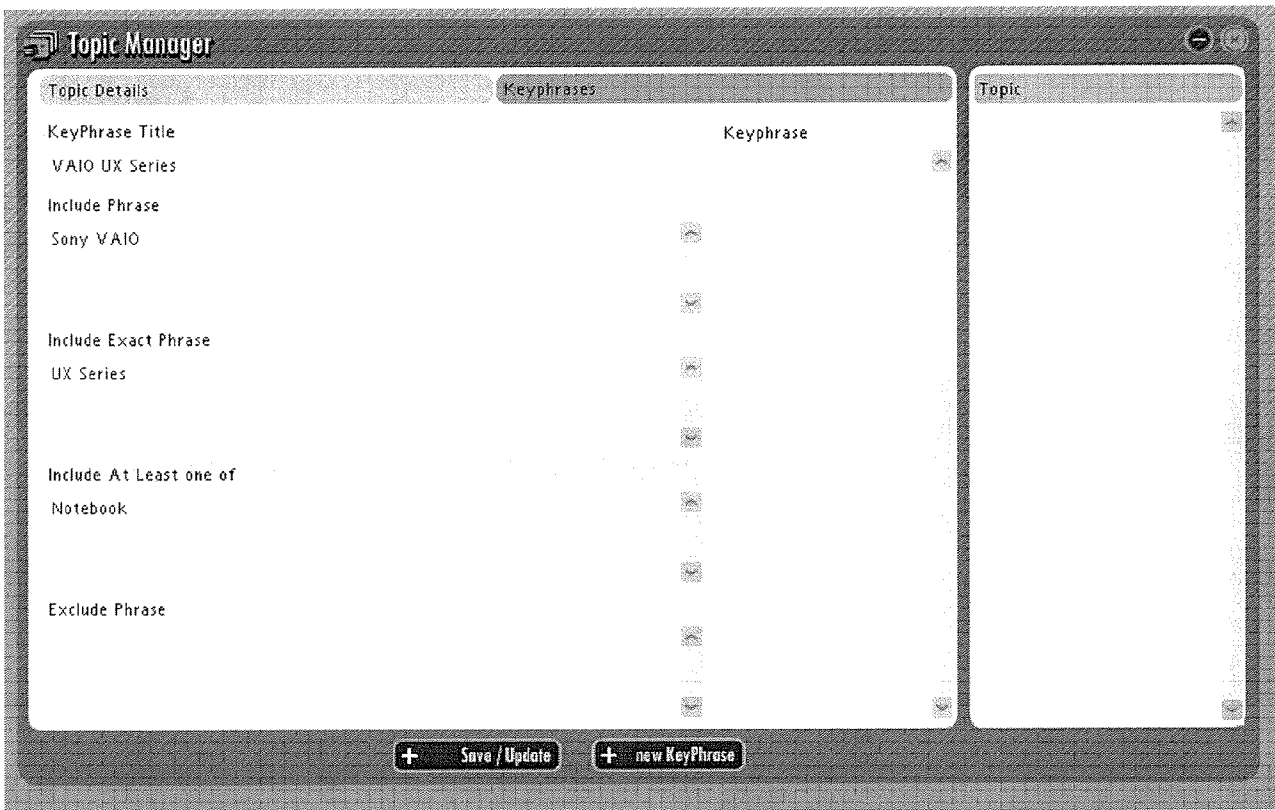 Topic Manager
Topic Details
Keyphrases
Topic
KeyPhrase Title
Keyphrase
VAIO UX Series
Include Phrase
Sony VAIO
Include Exact Phrase
UX Series
Include At Least one of
Notebook
Exclude Phrase
+ Save / Update
+ new KeyPhrase